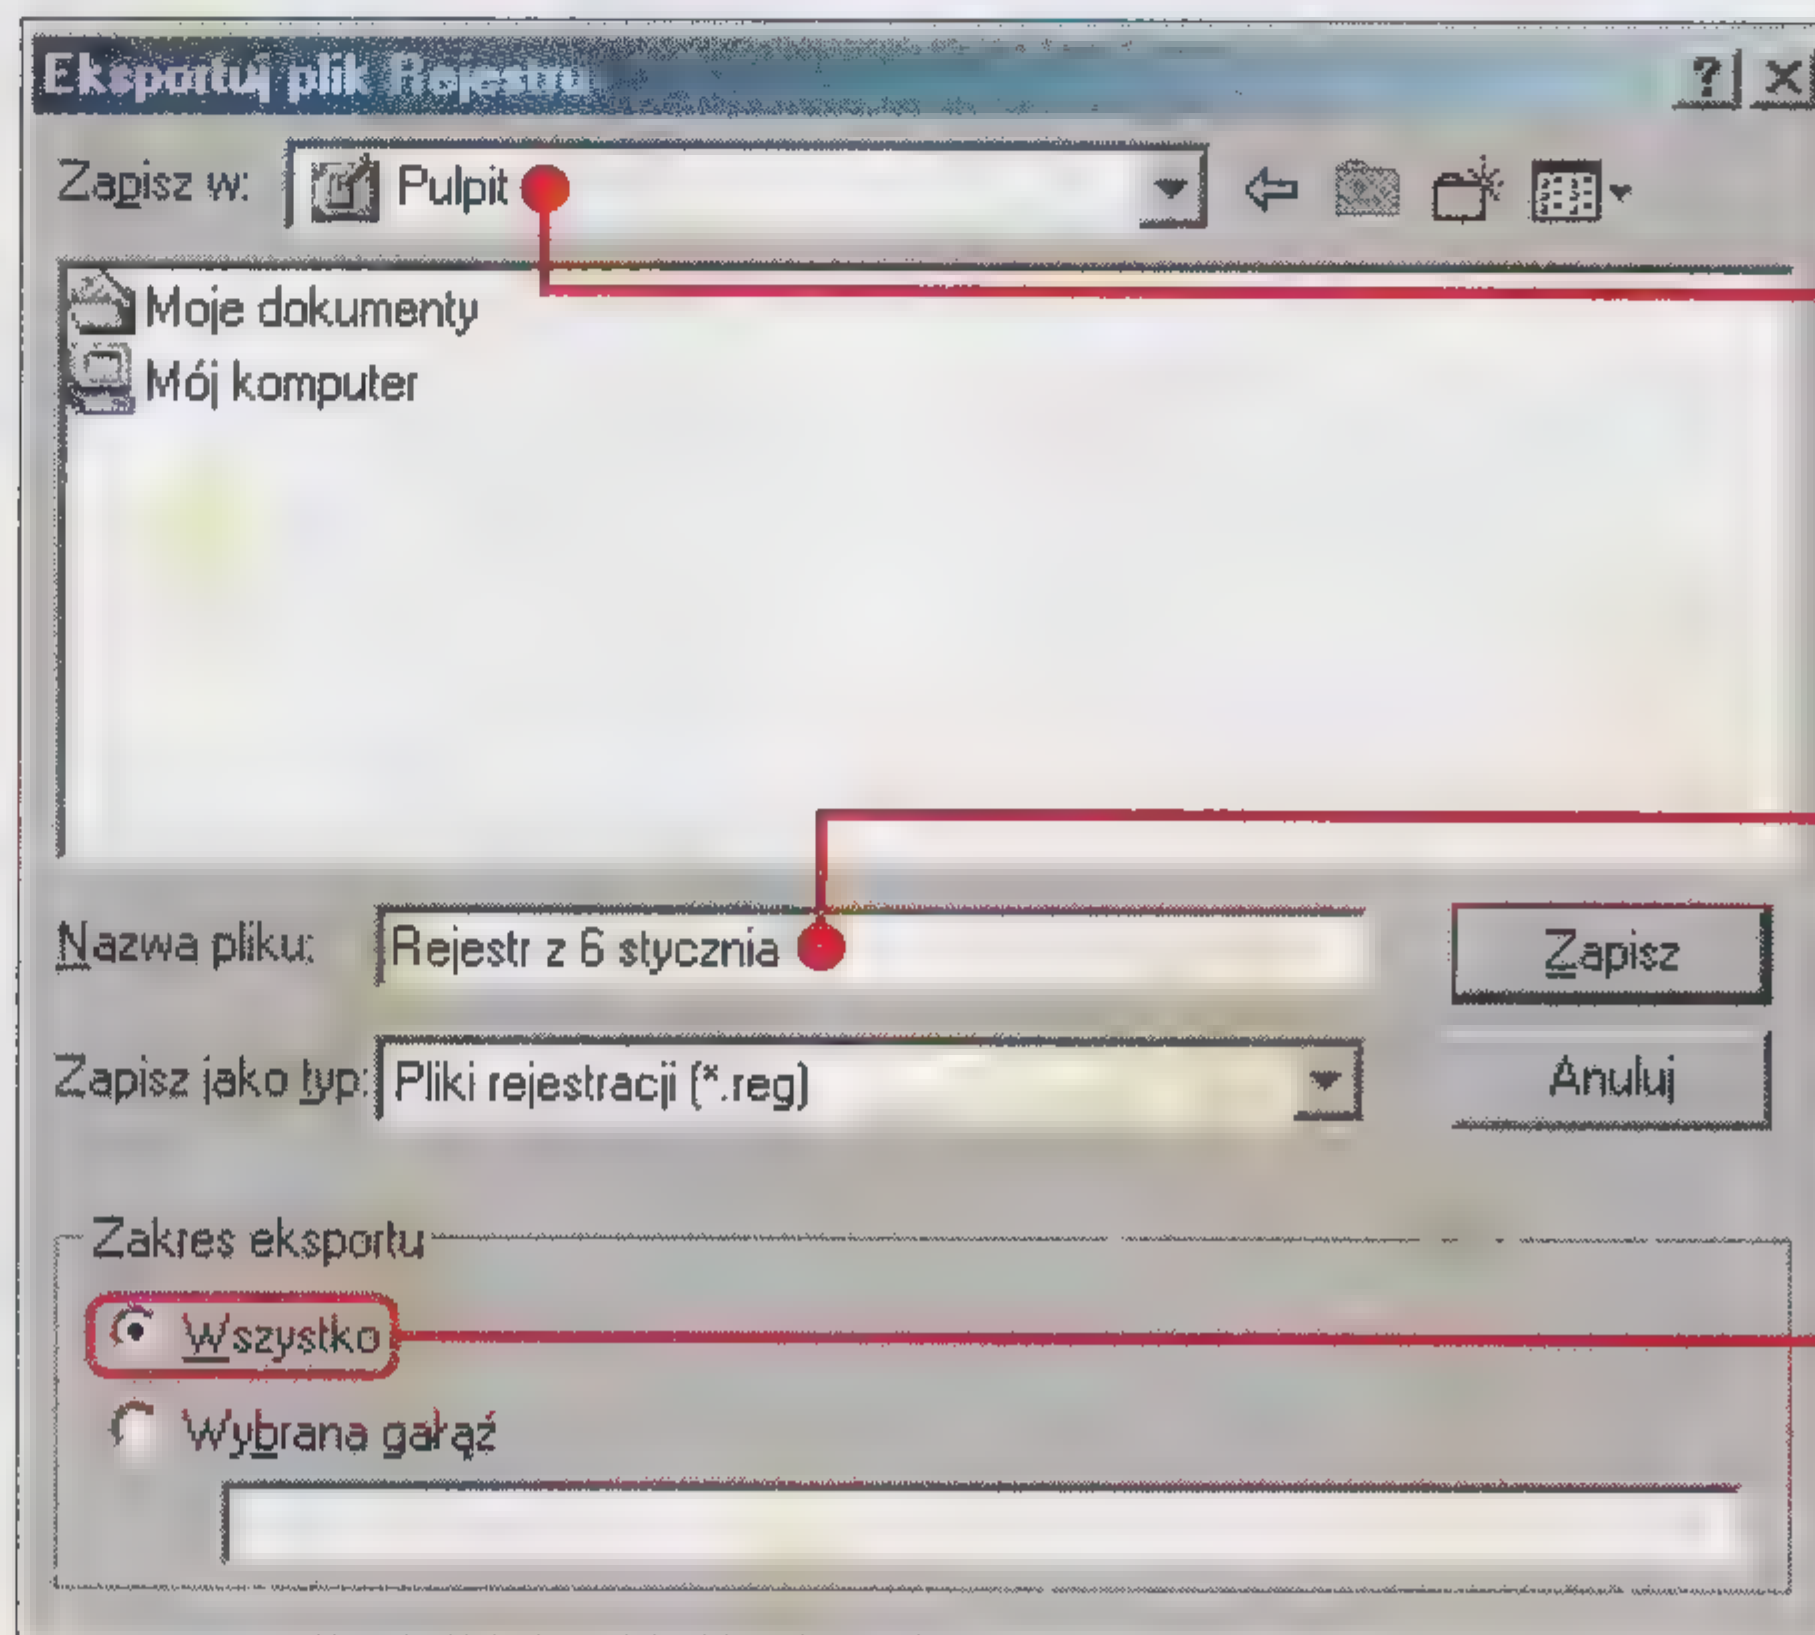 Eksportuj plik Rejestru
Zapisz w: Pulpit
Moje dokumenty
Mój komputer
Nazwa pliku: Rejestr z 6 stycznia Zapisz
Zapisz jako typ: Pliki rejestracji (*.reg) Anuluj
Zakres eksportu
Wszystko
Wybrana gałąź